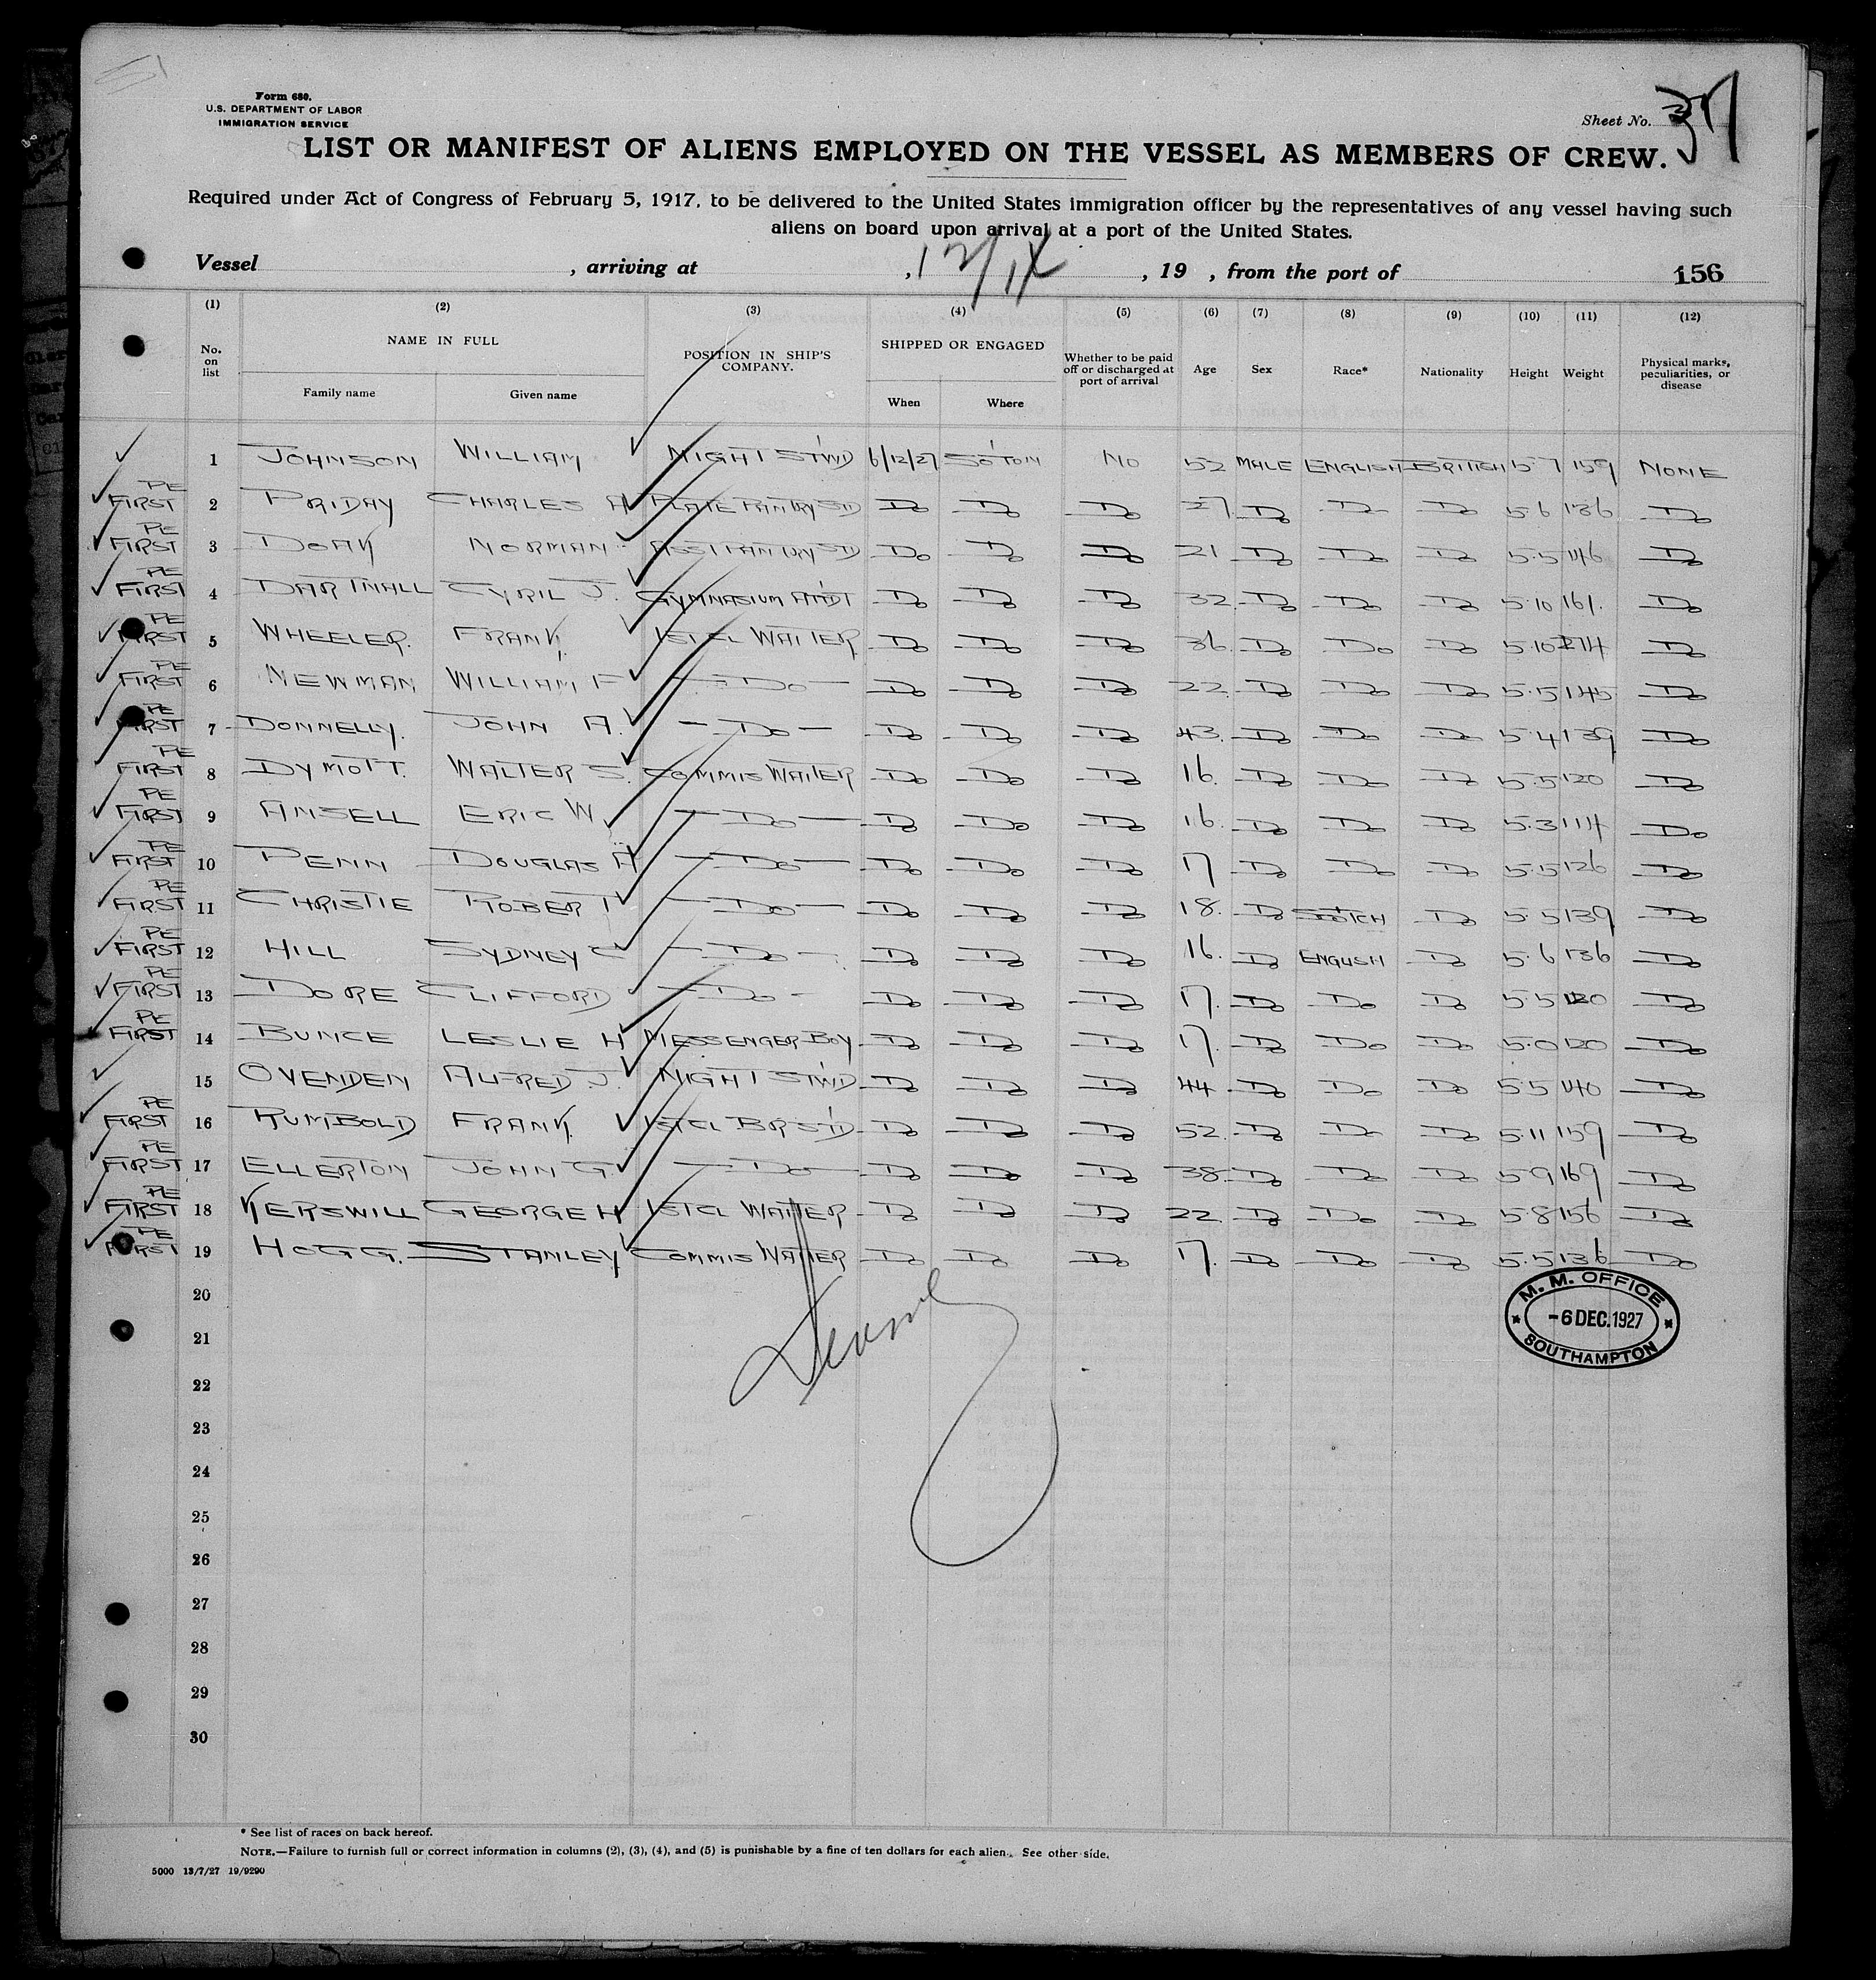 Form 680.
U.S. DEPARTMENT OF LABOR
IMMIGRATION SERVICE
Sheet No. 37
LIST OR MANIFEST OF ALIENS EMPLOYED ON THE VESSEL AS MEMBERS OF CREW.
Required under Act of Congress of February 5, 1917, to be delivered to the United States immigration officer by the representatives of any vessel having such
aliens on board upon arrival at a port of the United States.
Vessel , arriving at , 12/14 , 19 , from the port of 156
(1) (2) (3) (4) (5) (6) (7) (8) (9) (10) (11) (12)
No. on list NAME IN FULL Family name Given name POSITION IN SHIP'S COMPANY. SHIPPED OR ENGAGED When Where Whether to be paid off or discharged at port of arrival Age Sex Race* Nationality Height Weight Physical marks, peculiarities, or disease
1 JOHNSON WILLIAM NIGHT STWD 6/12/27 SO'TON NO 52 MALE ENGLISH BRITISH 5.7 159 NONE
PE FIRST 2 PRIDAY CHARLES A PLATE PANTRY STD Do Do Do 27 Do Do Do 5.6 136 Do
PE FIRST 3 DOAK NORMAN ASST PANTRY STD Do Do Do 21 Do Do Do 5.5 146 Do
PE FIRST 4 DARTNALL CYRIL J. GYMNASIUM ATT'DT Do Do Do 32 Do Do Do 5.10 161. Do
PE FIRST 5 WHEELER. FRANK. 1ST CL WAITER Do Do Do 36 Do Do Do 5.10 214 Do
PE FIRST 6 NEWMAN WILLIAM F - Do - Do Do Do 22 Do Do Do 5.5 145 Do
PE FIRST 7 DONNELLY. JOHN A. - Do - Do Do Do 43. Do Do Do 5.4 139 Do
PE FIRST 8 DYMOTT. WALTER S. COMMIS WAITER Do Do Do 16. Do Do Do 5.5 120 Do
PE FIRST 9 ANSELL ERIC W. - Do - Do Do Do 16. Do Do Do 5.3 114 Do
PE FIRST 10 PENN DOUGLAS A - Do - Do Do Do 17 Do Do Do 5.5 126 Do
PE FIRST 11 CHRISTIE ROBERT - Do - Do Do Do 18. Do SCOTCH Do 5.5 139 Do
PE FIRST 12 HILL SYDNEY C - Do - Do Do Do 16. Do ENGLISH Do 5.6 136 Do
PE FIRST 13 DORE CLIFFORD - Do - Do Do Do 17. Do Do Do 5.5 120 Do
PE FIRST 14 BUNCE LESLIE H MESSENGER BOY Do Do Do 17. Do Do Do 5.0 120 Do
15 OVENDEN ALFRED J. NIGHT STWD Do Do Do 44 Do Do Do 5.5 140 Do
PE FIRST 16 RUMBOLD FRANK. 1ST CL B.R S'D Do Do Do 52. Do Do Do 5.11 159 Do
PE FIRST 17 ELLERTON JOHN G. - Do - Do Do Do 38 Do Do Do 5.9 169 Do
PE FIRST 18 KERSWILL GEORGE H 1ST CL WAITER Do Do Do 22 Do Do Do 5.8 156 Do
PE FIRST 19 HOGG. STANLEY COMMIS WAITER Do Do Do 17. Do Do Do 5.5 136 Do
20
21
22
23
24
25
26
27
28
29
30
M. M. OFFICE
-6 DEC. 1927
SOUTHAMPTON
* See list of races on back hereof.
NOTE.—Failure to furnish full or correct information in columns (2), (3), (4), and (5) is punishable by a fine of ten dollars for each alien. See other side.
5000 13/7/27 19/9290